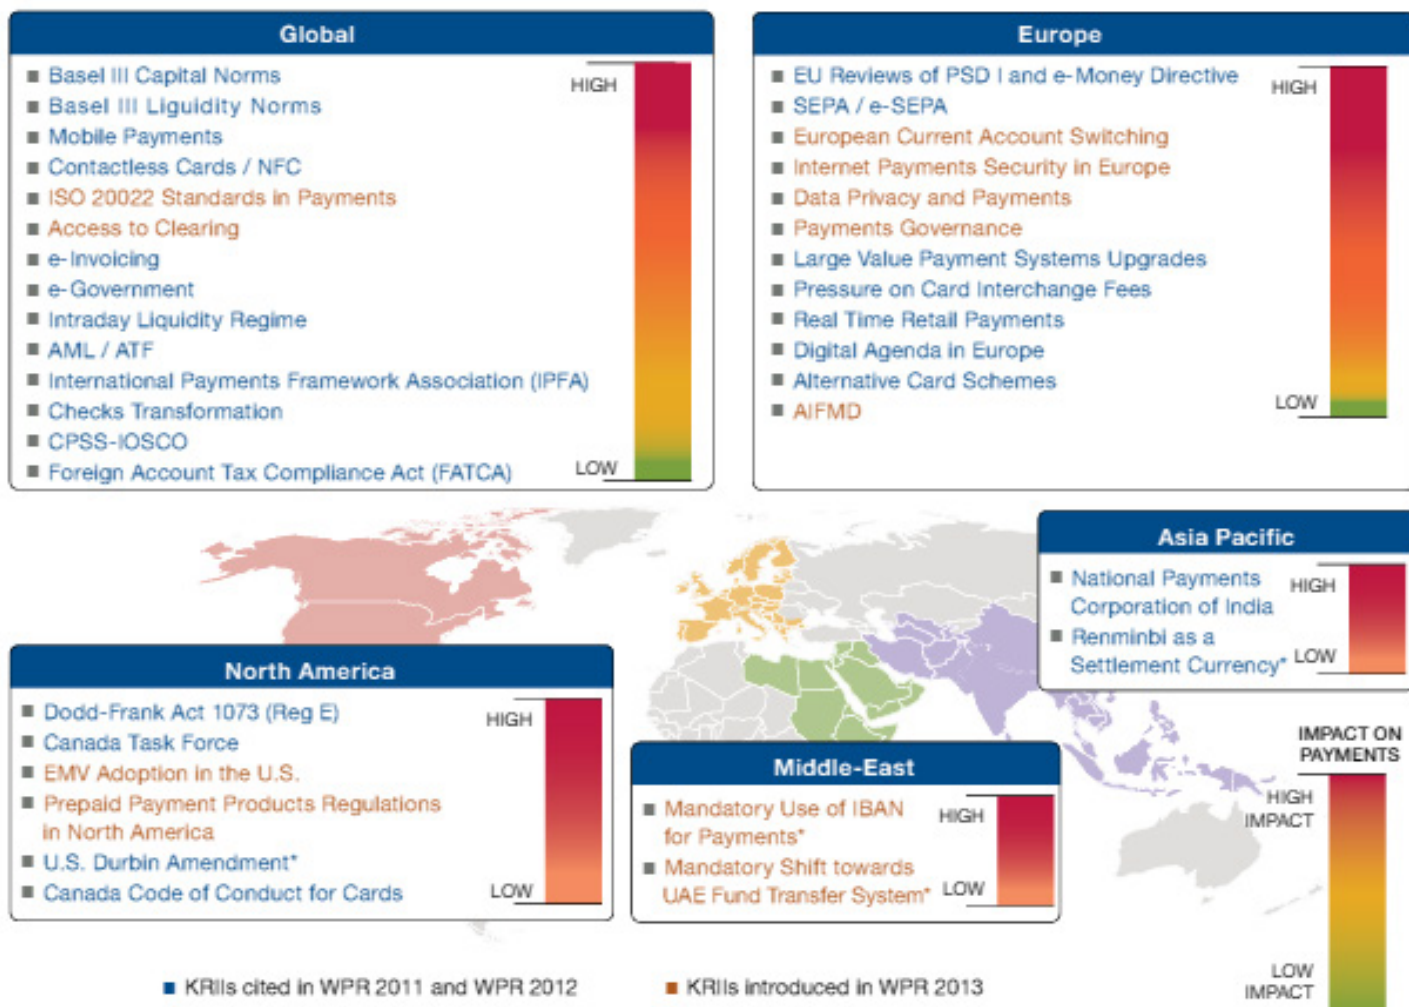 Global
Basel III Capital Norms
Basel III Liguidity Norms
Mobile Payments
Contactless Cards / NFC
ISO 20022 Standards in Payments
Access to Clearing
e-Invoicing
e-Government
Intraday Liquidity Regime
AML / ATF
International Payments Framework Association (IPFA)
Checks Transformation
CPSS-IOSCO
Foreign Account Tax Compliance Act (FATCA)
HIGH
LOW
Europe
EU Reviews of PSD I and e-Money Directive
SEPA / e-SEPA
European Current Account Switching
Internet Payments Security in Europe
Data Privacy and Payments
Payments Governance
Large Value Payment Systems Upgrades
Pressure on Card Interchange Fees
Real Time Retail Payments
Digital Agenda in Europe
Alternative Card Schemes
AIFMD
HIGH
LOW
Asia Pacific
National Payments
Corporation of India
Renminbi as a
Settlement Currency*
HIGH
LOW
North America
Dodd-Frank Act 1073 (Reg E)
Canada Task Force
EMV Adoption in the U.S.
Prepaid Payment Products Regulations
in North America
U.S. Durbin Amendment*
Canada Code of Conduct for Cards
HIGH
LOW
Middle-East
Mandatory Use of IBAN
for Payments*
Mandatory Shift towards
UAE Fund Transfer System*
HIGH
LOW
IMPACT ON
PAYMENTS
HIGH
IMPACT
LOW
IMPACT
KRIIs cited in WPR 2011 and WPR 2012
KRIIs introduced in WPR 2013